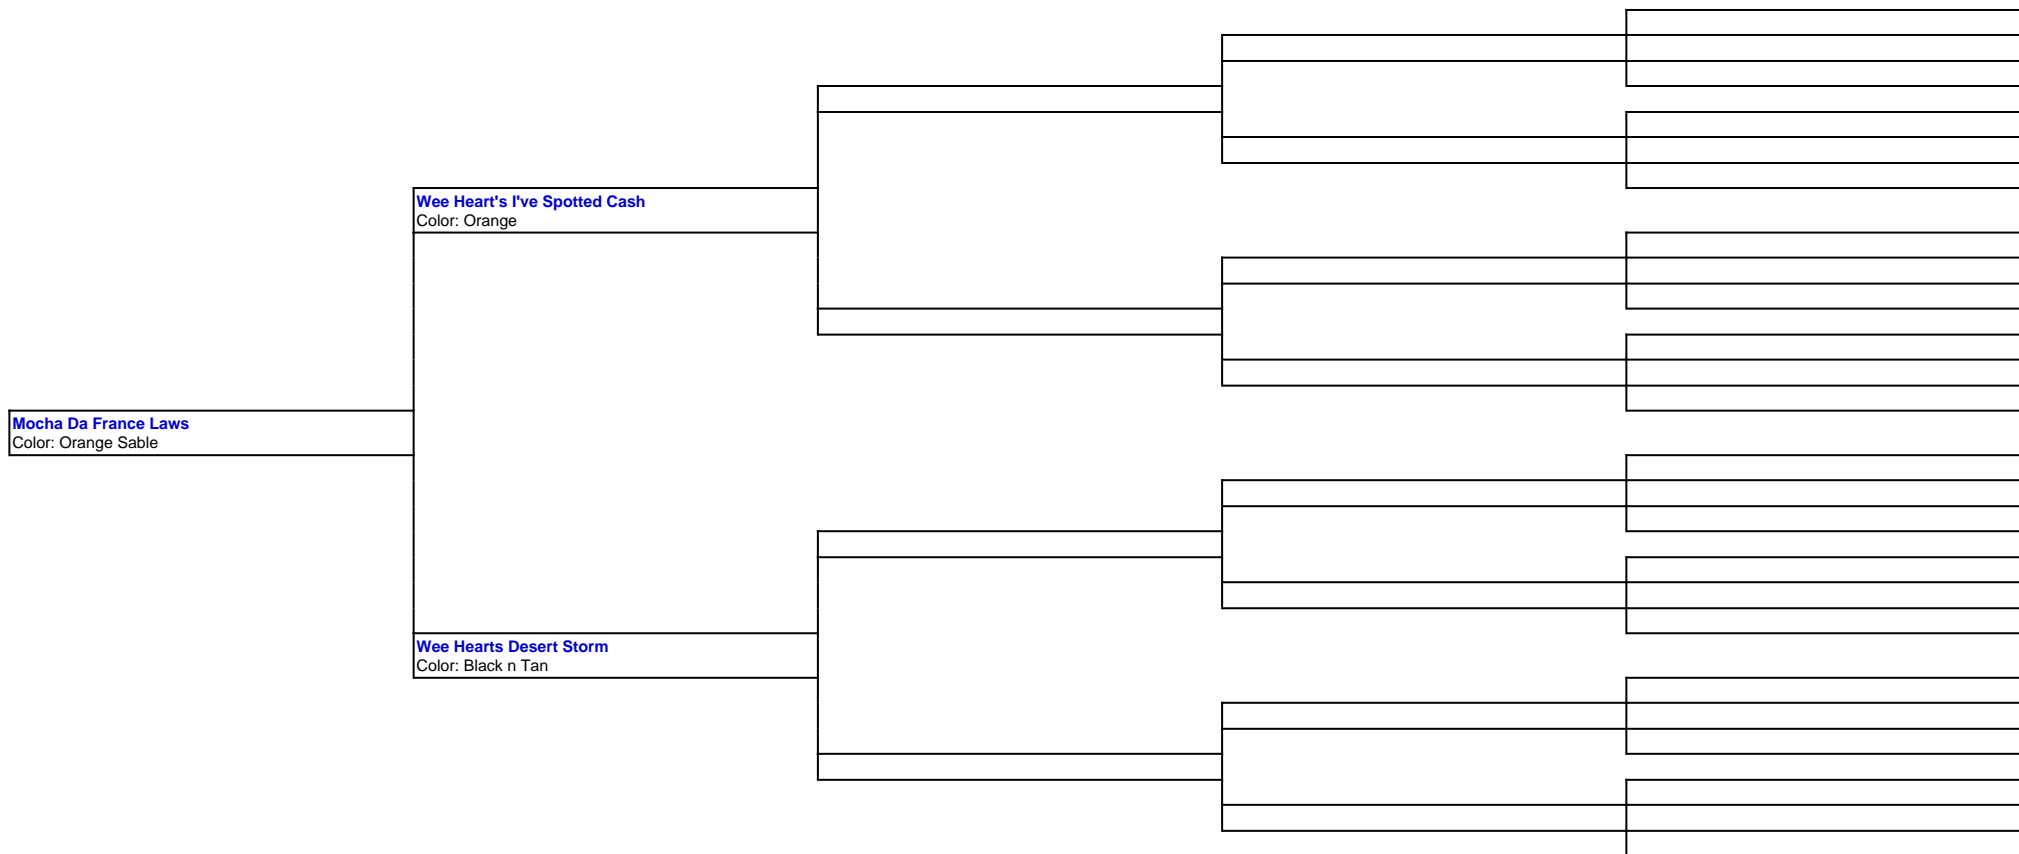 Wee Heart's I've Spotted Cash
Color: Orange
Mocha Da France Laws
Color: Orange Sable
Wee Hearts Desert Storm
Color: Black n Tan